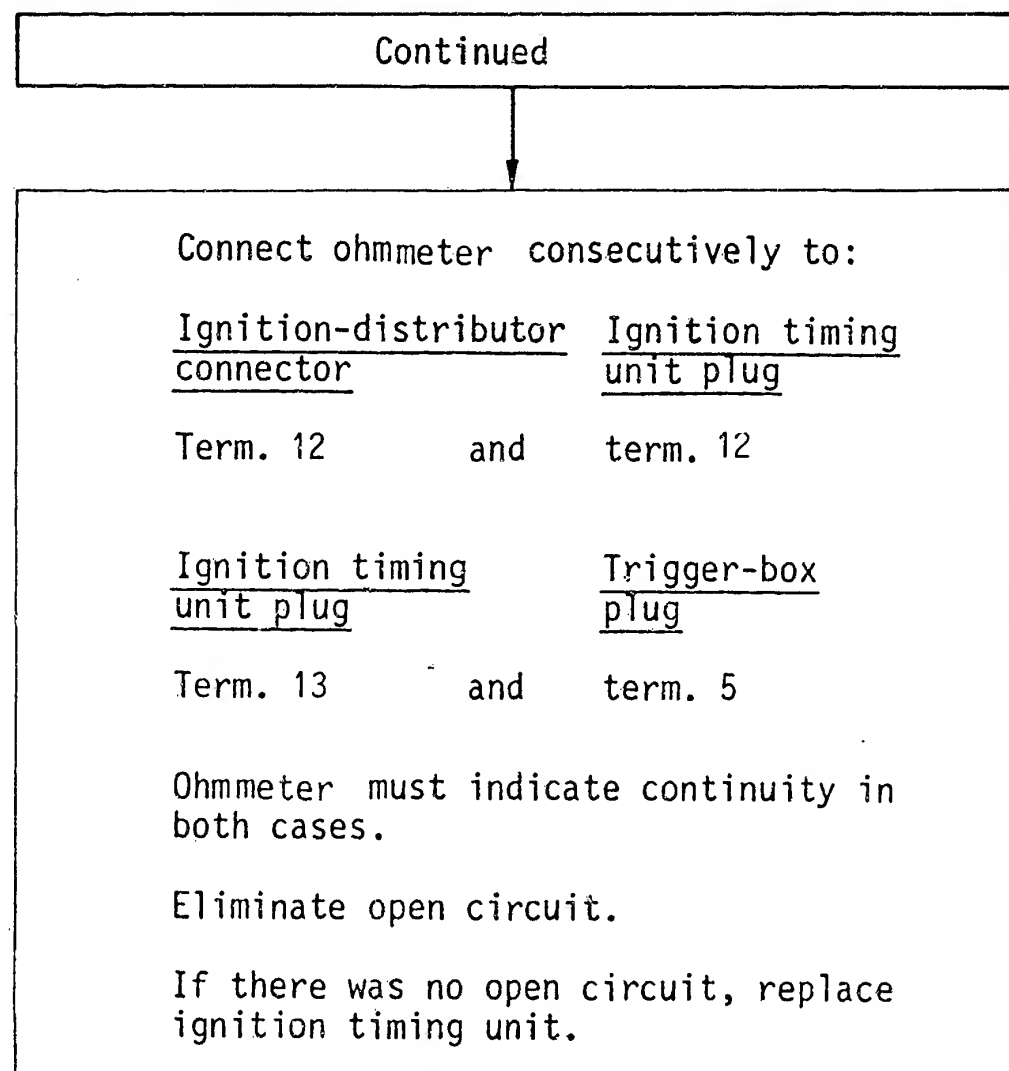 Continued
Connect ohmmeter consecutively to:
Ignition-distributor Ignition timing
connector unit plug
Term. 12 and term. 12
Ignition timing Trigger-box
unit plug plug
Term. 13 and term. 5
Ohmmeter must indicate continuity in
both cases.
Eliminate open circuit.
If there was no open circuit, replace
ignition timing unit.